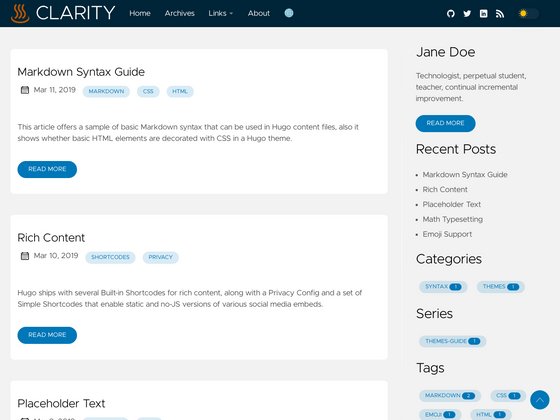 CLARITY
Home
Archives
Links
About
Markdown Syntax Guide
Mar 11, 2019
MARKDOWN
CSS
HTML
This article offers a sample of basic Markdown syntax that can be used in Hugo content files, also it
shows whether basic HTML elements are decorated with CSS in a Hugo theme.
READ MORE
Rich Content
Mar 10, 2019
SHORTCODES
PRIVACY
Hugo ships with several Built-in Shortcodes for rich content, along with a Privacy Config and a set of
Simple Shortcodes that enable static and no-JS versions of various social media embeds.
READ MORE
Placeholder Text
Jane Doe
Technologist, perpetual student,
teacher, continual incremental
improvement.
READ MORE
Recent Posts
Markdown Syntax Guide
Rich Content
Placeholder Text
Math Typesetting
Emoji Support
Categories
SYNTAX 1
THEMES 1
Series
THEMES-GUIDE 1
Tags
MARKDOWN 2
CSS 1
EMOJI 1
HTML 1